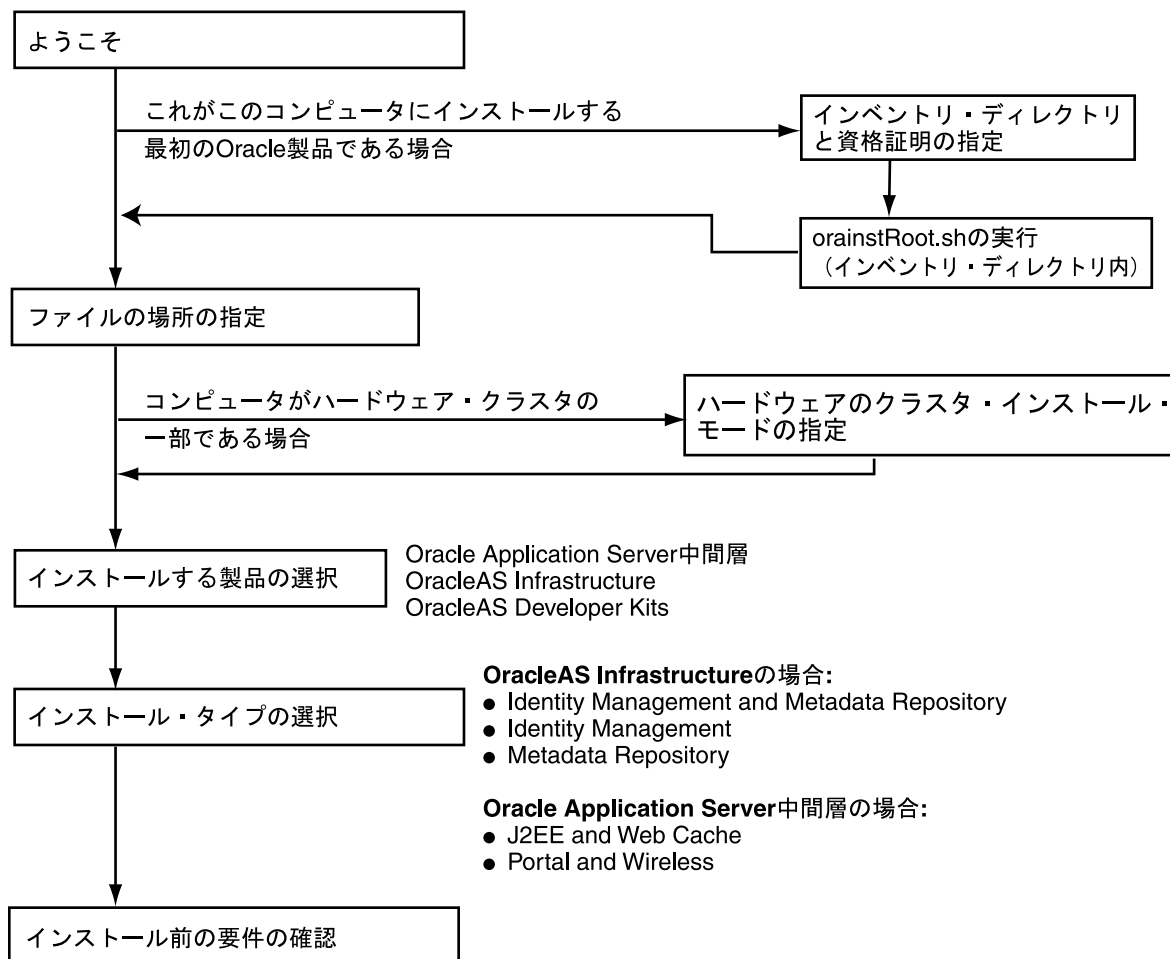 ようこそ
これがこのコンピュータにインストールする
最初のOracle製品である場合
インベントリ・ディレクトリ
と資格証明の指定
orainstRoot.shの実行
（インベントリ・ディレクトリ内）
ファイルの場所の指定
コンピュータがハードウェア・クラスタの
一部である場合
ハードウェアのクラスタ・インストール・
モードの指定
インストールする製品の選択
Oracle Application Server中間層
OracleAS Infrastructure
OracleAS Developer Kits
インストール・タイプの選択
OracleAS Infrastructureの場合:
● Identity Management and Metadata Repository
● Identity Management
● Metadata Repository
Oracle Application Server中間層の場合:
● J2EE and Web Cache
● Portal and Wireless
インストール前の要件の確認